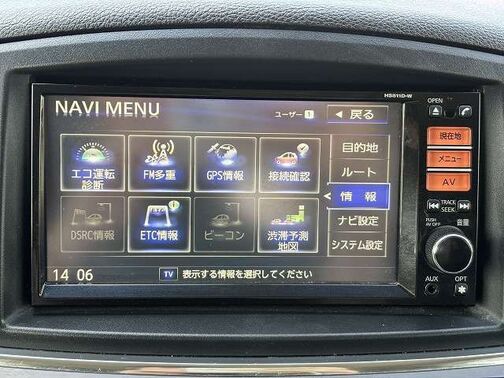 HS511D-W
OPEN
NAVI MENU
ユーザー 1
◀ 戻る
現在地
メニュー
AV
TRACK
SEEK
PUSH
AV OFF
音量
AUX
OPT
エコ運転
診断
FM多重
GPS情報
接続確認
DSRC情報
ETC情報
ビーコン
渋滞予測
地図
目的地
ルート
情報
ナビ設定
システム設定
14 06
TV 表示する情報を選択してください